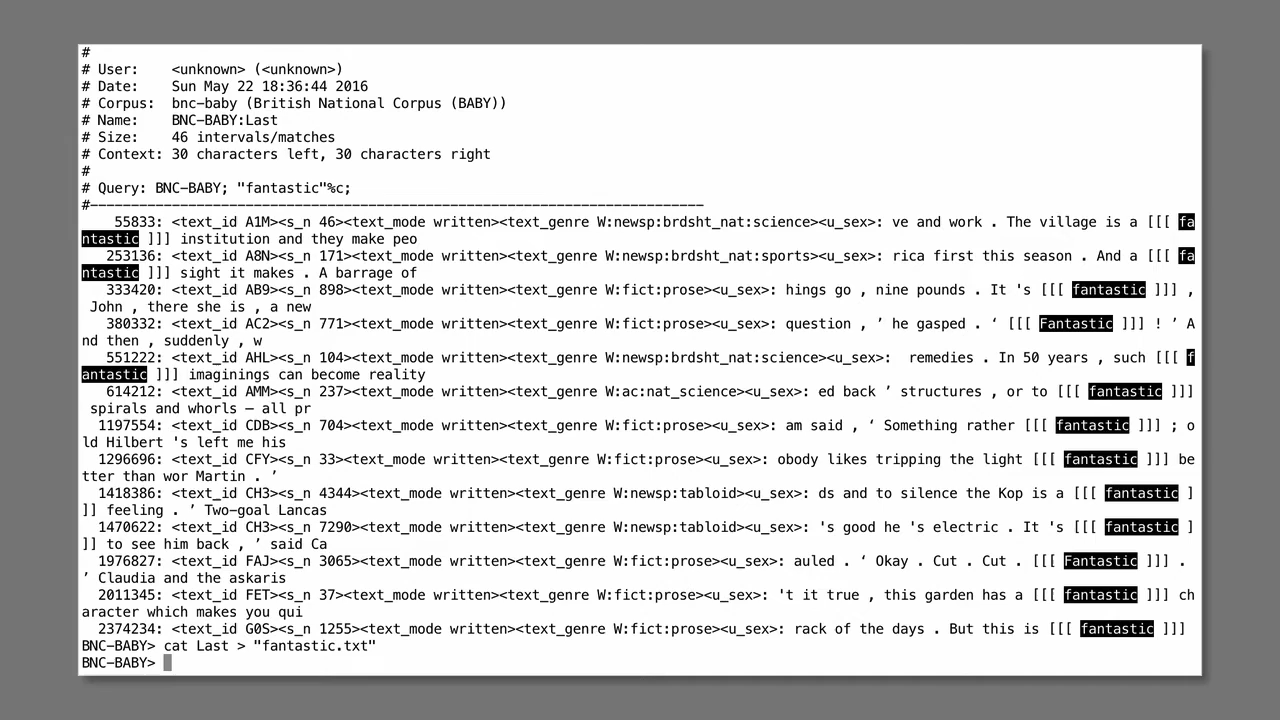 #
# User:    <unknown> (<unknown>)
# Date:    Sun May 22 18:36:44 2016
# Corpus:  bnc-baby (British National Corpus (BABY))
# Name:    BNC-BABY:Last
# Size:    46 intervals/matches
# Context: 30 characters left, 30 characters right
#
# Query: BNC-BABY; "fantastic"%c;
#---------------------------------------------------------------------------
    55833: <text_id A1M><s_n 46><text_mode written><text_genre W:newsp:brdsht_nat:science><u_sex>: ve and work . The village is a [[[ fa
ntastic ]]] institution and they make peo
   253136: <text_id A8N><s_n 171><text_mode written><text_genre W:newsp:brdsht_nat:sports><u_sex>: rica first this season . And a [[[ fa
ntastic ]]] sight it makes . A barrage of
   333420: <text_id AB9><s_n 898><text_mode written><text_genre W:fict:prose><u_sex>: hings go , nine pounds . It 's [[[ fantastic ]]] ,
 John , there she is , a new
   380332: <text_id AC2><s_n 771><text_mode written><text_genre W:fict:prose><u_sex>: question , ’ he gasped . ‘ [[[ Fantastic ]]] ! ’ A
nd then , suddenly , w
   551222: <text_id AHL><s_n 104><text_mode written><text_genre W:newsp:brdsht_nat:science><u_sex>:  remedies . In 50 years , such [[[ f
antastic ]]] imaginings can become reality
   614212: <text_id AMM><s_n 237><text_mode written><text_genre W:ac:nat_science><u_sex>: ed back ’ structures , or to [[[ fantastic ]]]
 spirals and whorls — all pr
  1197554: <text_id CDB><s_n 704><text_mode written><text_genre W:fict:prose><u_sex>: am said , ‘ Something rather [[[ fantastic ]]] ; o
ld Hilbert 's left me his
  1296696: <text_id CFY><s_n 33><text_mode written><text_genre W:fict:prose><u_sex>: obody likes tripping the light [[[ fantastic ]]] be
tter than wor Martin . ’
  1418386: <text_id CH3><s_n 4344><text_mode written><text_genre W:newsp:tabloid><u_sex>: ds and to silence the Kop is a [[[ fantastic ]
]] feeling . ’ Two-goal Lancas
  1470622: <text_id CH3><s_n 7290><text_mode written><text_genre W:newsp:tabloid><u_sex>: 's good he 's electric . It 's [[[ fantastic ]
]] to see him back , ’ said Ca
  1976827: <text_id FAJ><s_n 3065><text_mode written><text_genre W:fict:prose><u_sex>: auled . ‘ Okay . Cut . Cut . [[[ Fantastic ]]] .
’ Claudia and the askaris
  2011345: <text_id FET><s_n 37><text_mode written><text_genre W:fict:prose><u_sex>: 't it true , this garden has a [[[ fantastic ]]] ch
aracter which makes you qui
  2374234: <text_id G0S><s_n 1255><text_mode written><text_genre W:fict:prose><u_sex>: rack of the days . But this is [[[ fantastic ]]]
BNC-BABY> cat Last > "fantastic.txt"
BNC-BABY>